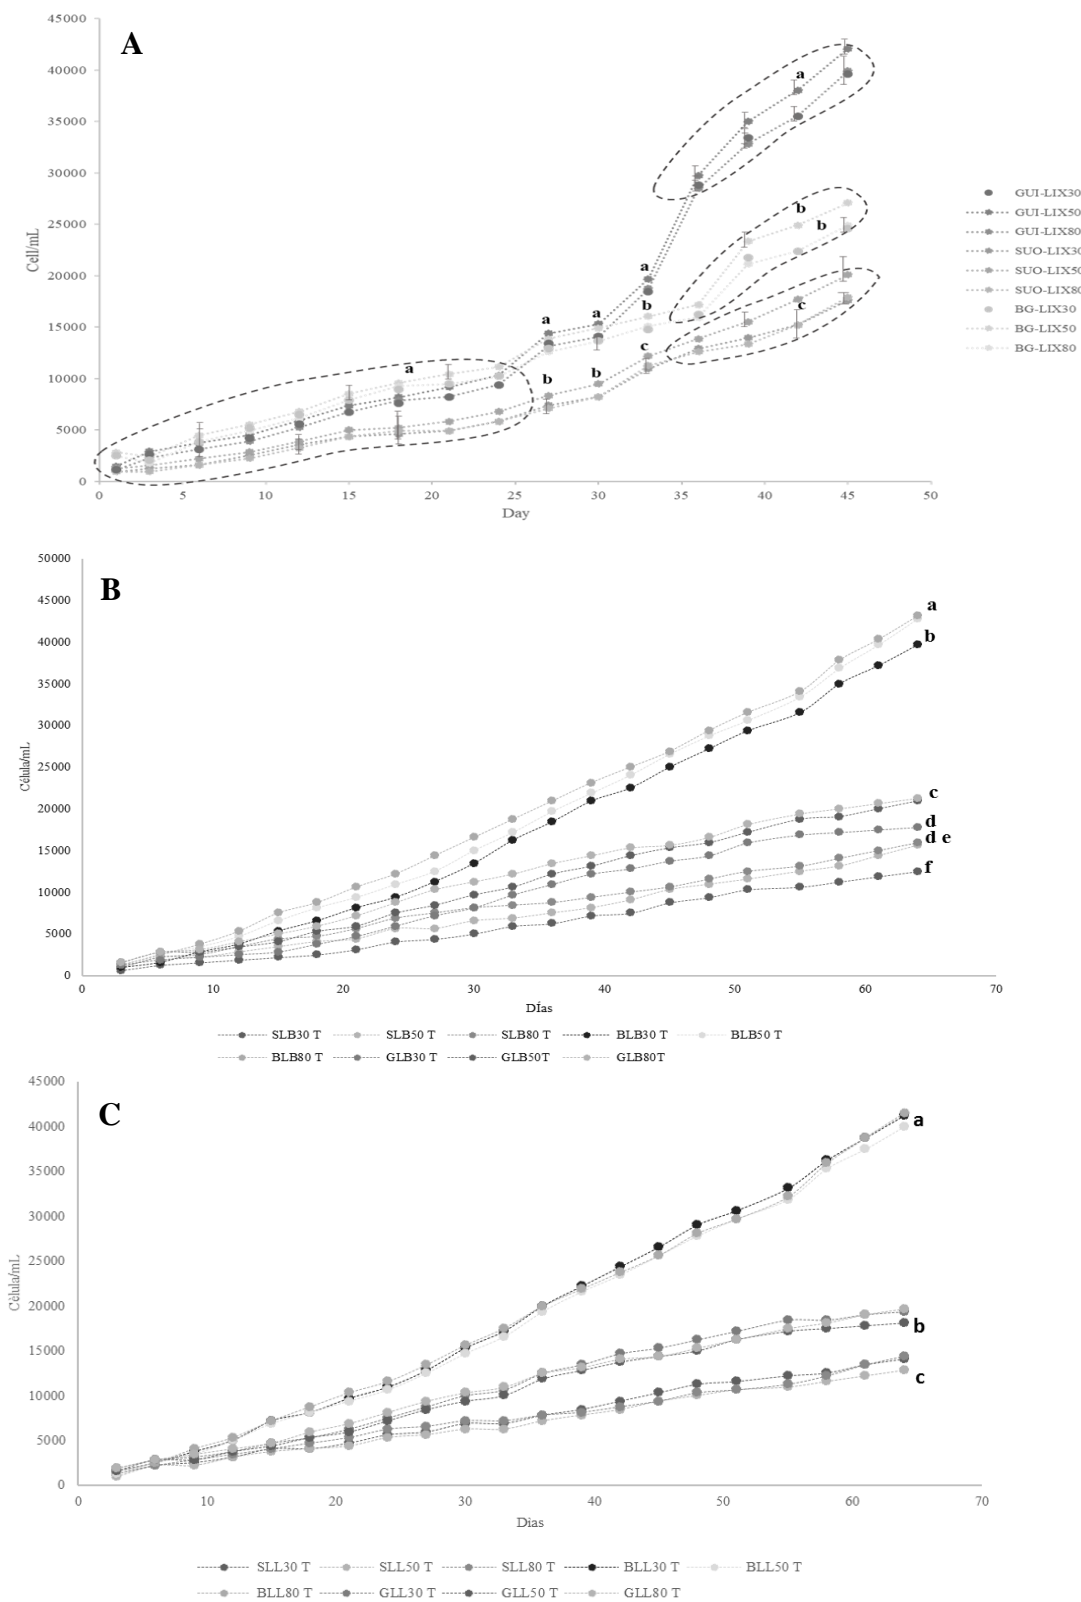 A
45000
40000
35000
30000
25000
20000
15000
10000
5000
0
Cell/mL
a
a
b
b
a
a
b
c
c
a
b
b
0 5 10 15 20 25 30 35 40 45 50
Day
GUI-LIX30
GUI-LIX50
GUI-LIX80
SUO-LIX30
SUO-LIX50
SUO-LIX80
BG-LIX30
BG-LIX50
BG-LIX80
B
50000
45000
40000
35000
30000
25000
20000
15000
10000
5000
0
Célula/mL
a
b
c
d
d e
f
0 10 20 30 40 50 60 70
DÍas
SLB30 T SLB50 T SLB80 T BLB30 T BLB50 T
BLB80 T GLB30 T GLB50T GLB80T
C
45000
40000
35000
30000
25000
20000
15000
10000
5000
0
Cèlula/mL
a
b
c
0 10 20 30 40 50 60 70
Dias
SLL30 T SLL50 T SLL80 T BLL30 T BLL50 T
BLL80 T GLL30 T GLL50 T GLL80 T